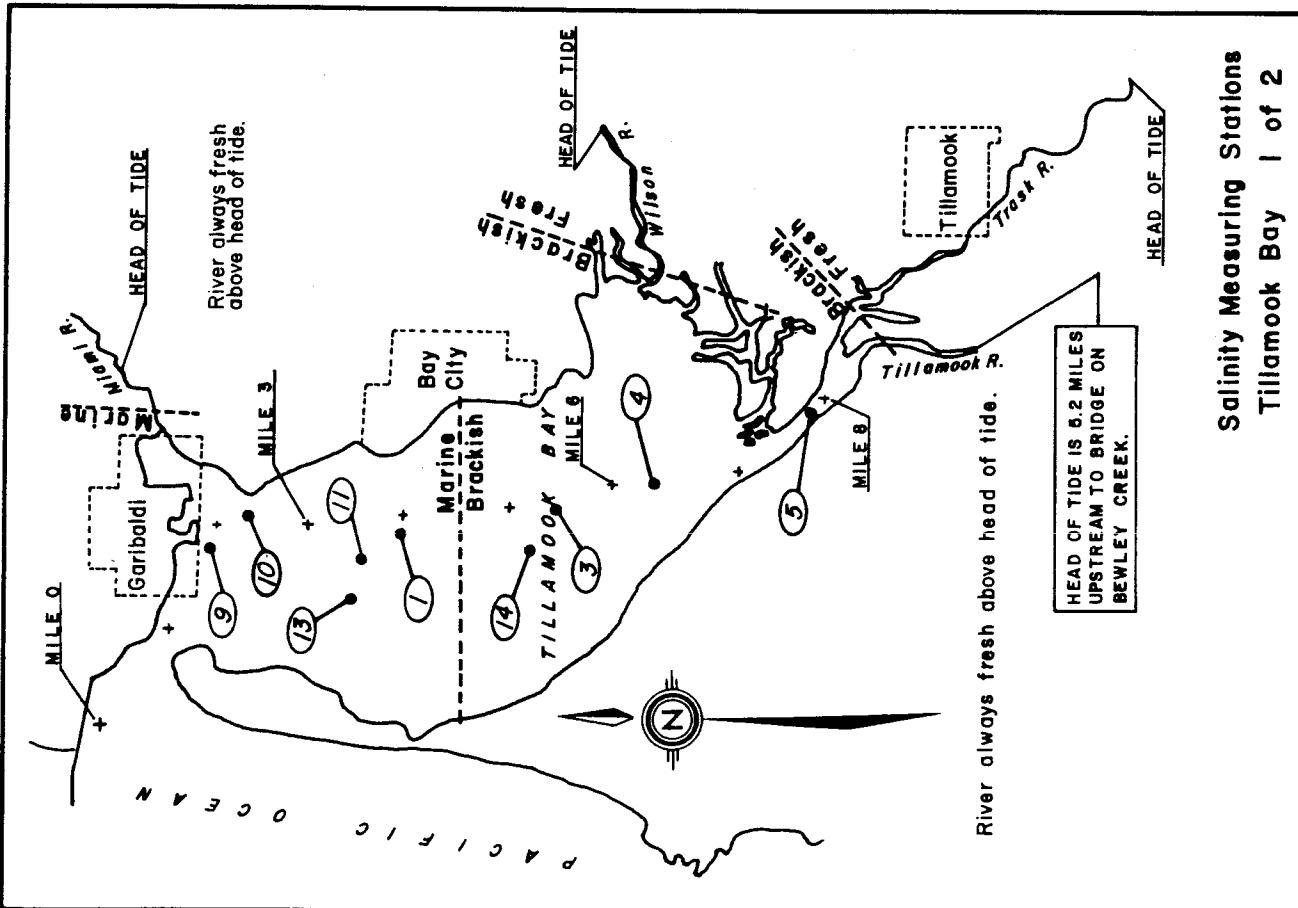 MILE 0
Garibaldi
Marine
Miami R.
HEAD OF TIDE
River always fresh
above head of tide.
9
10
MILE 3
11
13
1
Bay
City
Marine
Brackish
14
3
TILLAMOOK BAY
MILE 6
4
Brackish
Fresh
Wilson R.
HEAD OF TIDE
5
MILE 8
Brackish
Fresh
Tillamook
Trask R.
HEAD OF TIDE
Tillamook R.
PACIFIC OCEAN
N
River always fresh above head of tide.
HEAD OF TIDE IS 5.2 MILES
UPSTREAM TO BRIDGE ON
BEWLEY CREEK.
Salinity Measuring Stations
Tillamook Bay 1 of 2